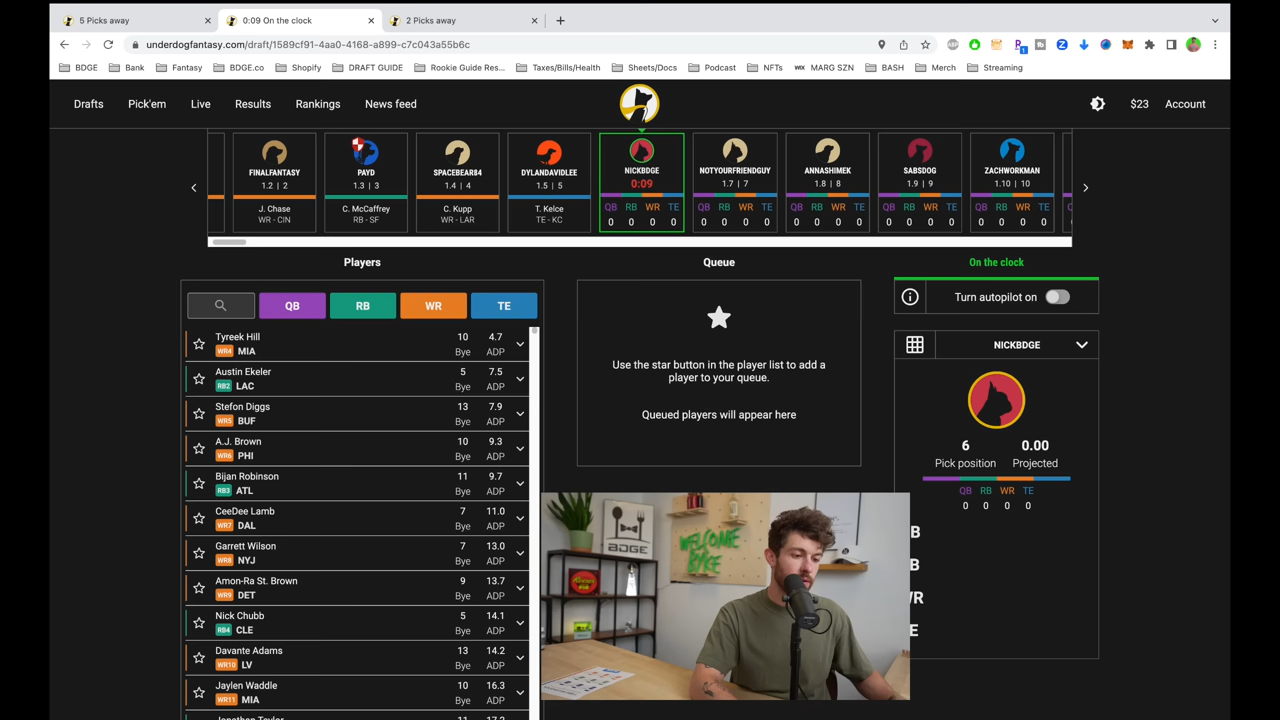 5 Picks away
0:09 On the clock
2 Picks away
underdogfantasy.com/draft/1589cf91-4aa0-4168-a899-c7c043a55b6c
BDGE
Bank
Fantasy
BDGE.co
Shopify
DRAFT GUIDE
Rookie Guide Res...
Taxes/Bills/Health
Sheets/Docs
Podcast
NFTs
WIX MARG SZN
BASH
Merch
Streaming
Drafts
Pick'em
Live
Results
Rankings
News feed
$23
Account
FINALFANTASY
1.2 | 2
J. Chase
WR - CIN
PAYD
1.3 | 3
C. McCaffrey
RB - SF
SPACEBEAR84
1.4 | 4
C. Kupp
WR - LAR
DYLANDAVIDLEE
1.5 | 5
T. Kelce
TE - KC
NICKBDGE
0:09
QB RB WR TE
0 0 0 0
NOTYOURFRIENDGUY
1.7 | 7
QB RB WR TE
0 0 0 0
ANNASHIMEK
1.8 | 8
QB RB WR TE
0 0 0 0
SABSDOG
1.9 | 9
QB RB WR TE
0 0 0 0
ZACHWORKMAN
1.10 | 10
QB RB WR TE
0 0 0 0
Players
QB
RB
WR
TE
Tyreek Hill 10 4.7
WR4 MIA Bye ADP
Austin Ekeler 5 7.5
RB2 LAC Bye ADP
Stefon Diggs 13 7.9
WR5 BUF Bye ADP
A.J. Brown 10 9.3
WR6 PHI Bye ADP
Bijan Robinson 11 9.7
RB3 ATL Bye ADP
CeeDee Lamb 7 11.0
WR7 DAL Bye ADP
Garrett Wilson 7 13.0
WR8 NYJ Bye ADP
Amon-Ra St. Brown 9 13.7
WR9 DET Bye ADP
Nick Chubb 5 14.1
RB4 CLE Bye ADP
Davante Adams 13 14.2
WR10 LV Bye ADP
Jaylen Waddle 10 16.3
WR11 MIA Bye ADP
Jonathan Taylor 11 17.2
Queue
Use the star button in the player list to add a
player to your queue.
Queued players will appear here
BDGE
WELCOME
On the clock
Turn autopilot on
NICKBDGE
6 0.00
Pick position Projected
QB RB WR TE
0 0 0 0
B
B
WR
E